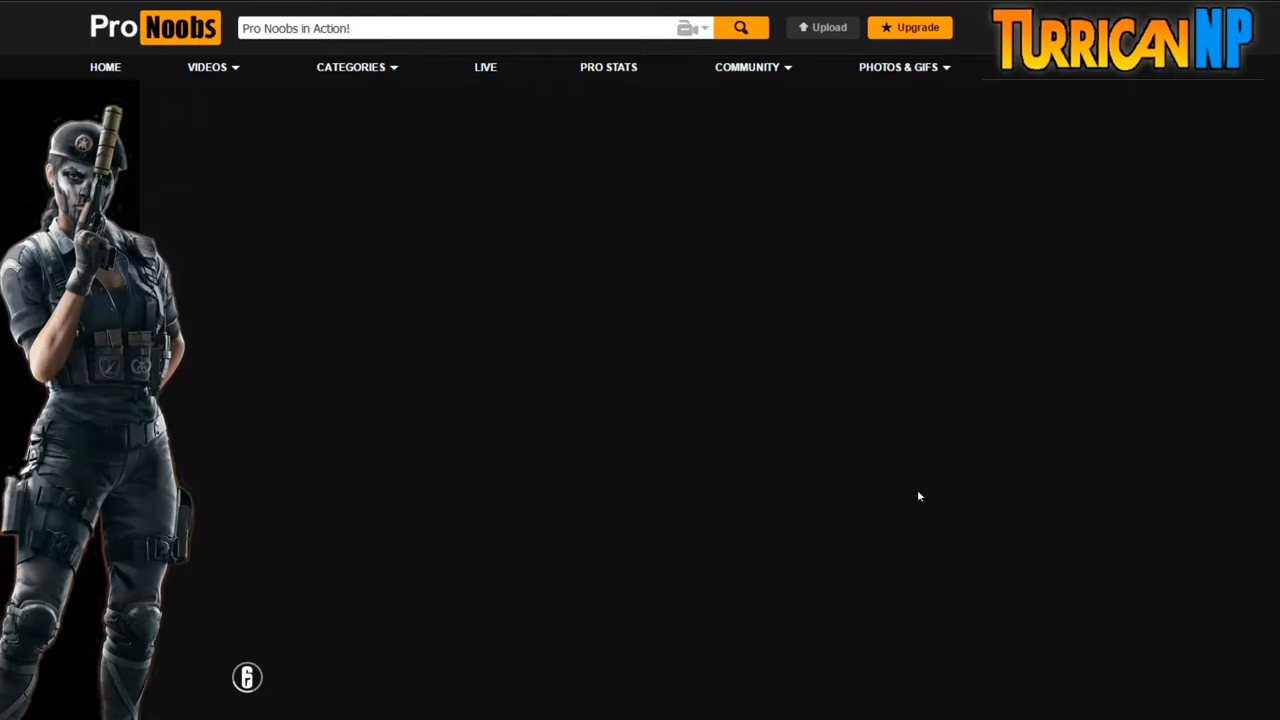 Pro Noobs
Pro Noobs in Action!
Upload
Upgrade
TURRICAN NP
HOME
VIDEOS
CATEGORIES
LIVE
PRO STATS
COMMUNITY
PHOTOS & GIFS
6